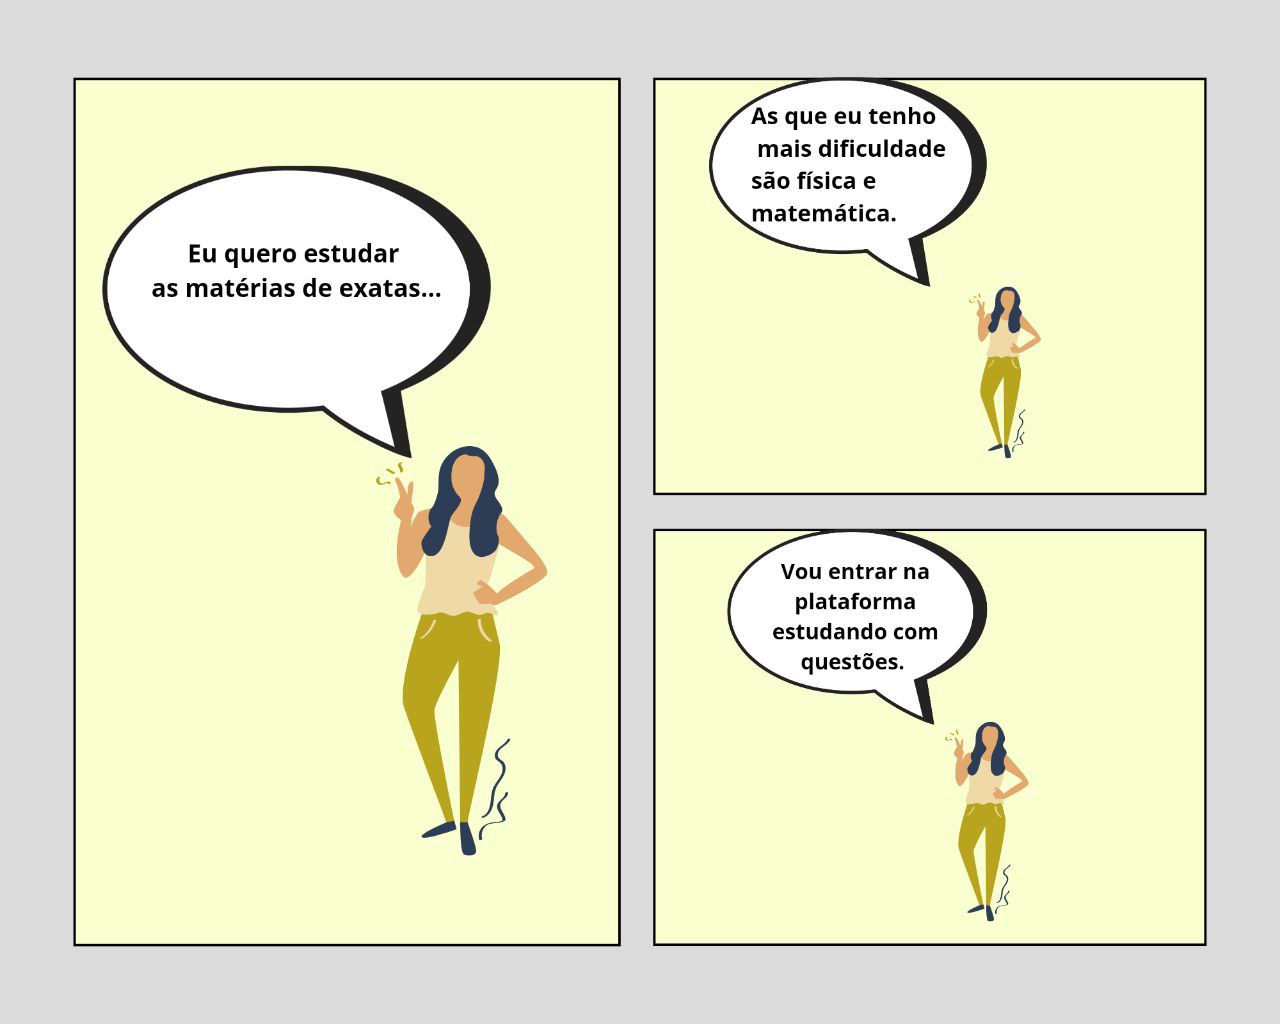 Eu quero estudar
as matérias de exatas...
As que eu tenho
mais dificuldade
são física e
matemática.
Vou entrar na
plataforma
estudando com
questões.